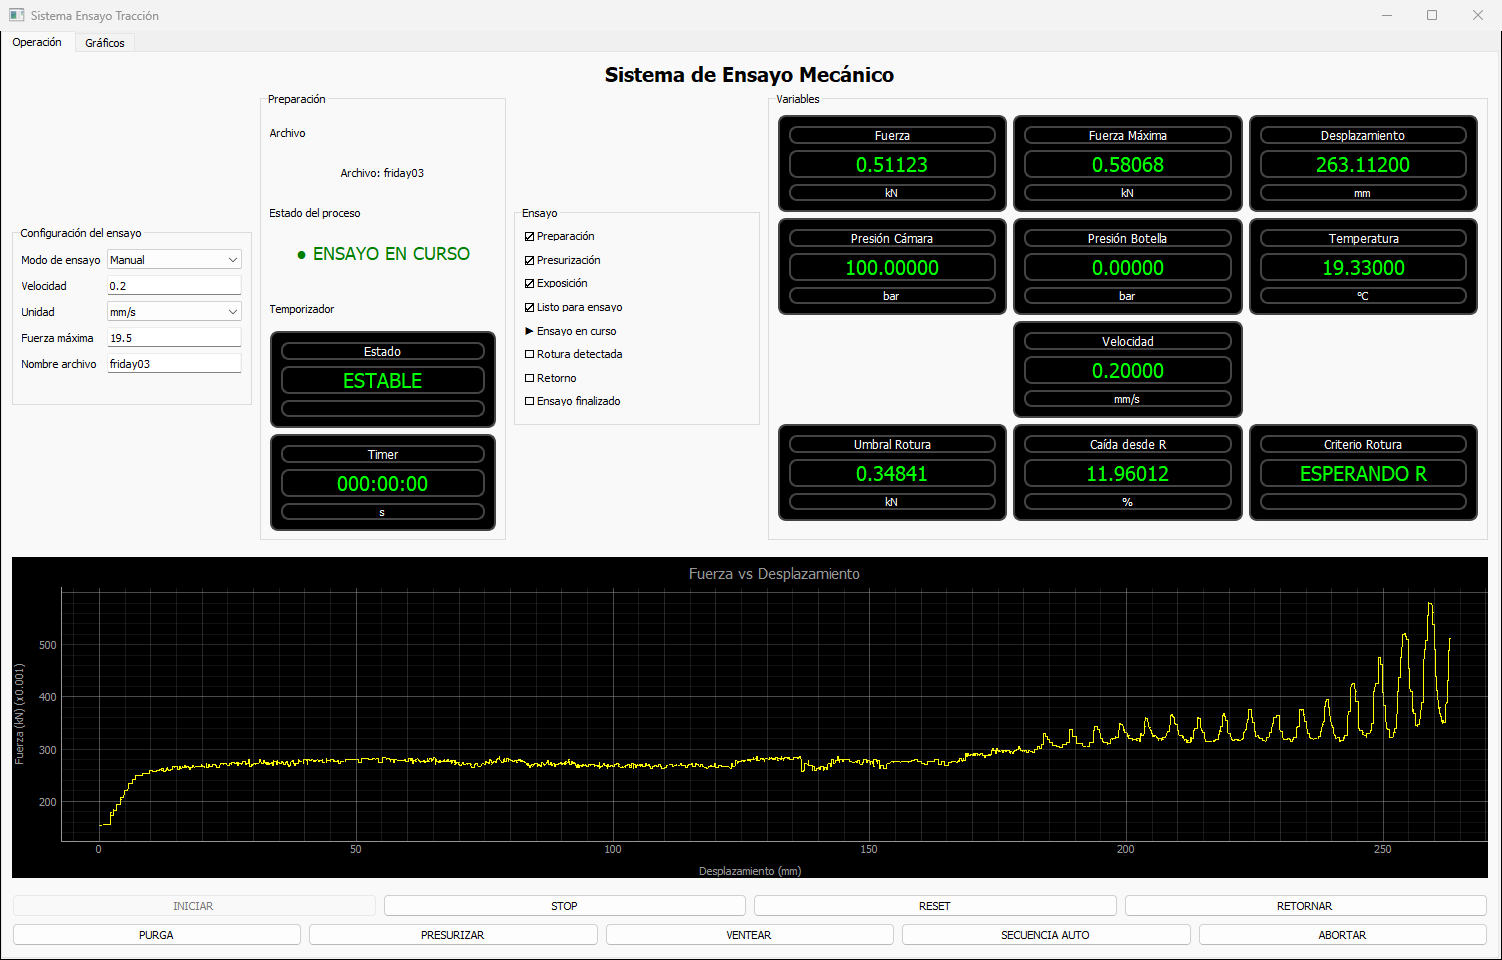 Sistema Ensayo Tracción
Operación
Gráficos
Sistema de Ensayo Mecánico
Configuración del ensayo
Modo de ensayo Manual
Velocidad 0.2
Unidad mm/s
Fuerza máxima 19.5
Nombre archivo friday03
Preparación
Archivo
Archivo: friday03
Estado del proceso
● ENSAYO EN CURSO
Temporizador
Estado
ESTABLE
Timer
000:00:00
s
Ensayo
Preparación
Presurización
Exposición
Listo para ensayo
Ensayo en curso
Rotura detectada
Retorno
Ensayo finalizado
Variables
Fuerza
0.51123
kN
Fuerza Máxima
0.58068
kN
Desplazamiento
263.11200
mm
Presión Cámara
100.00000
bar
Presión Botella
0.00000
bar
Temperatura
19.33000
°C
Velocidad
0.20000
mm/s
Umbral Rotura
0.34841
kN
Caída desde R
11.96012
%
Criterio Rotura
ESPERANDO R
Fuerza vs Desplazamiento
Fuerza (kN) (x0.001)
500
400
300
200
0 50 100 150 200 250
Desplazamiento (mm)
INICIAR STOP RESET RETORNAR
PURGA PRESURIZAR VENTEAR SECUENCIA AUTO ABORTAR